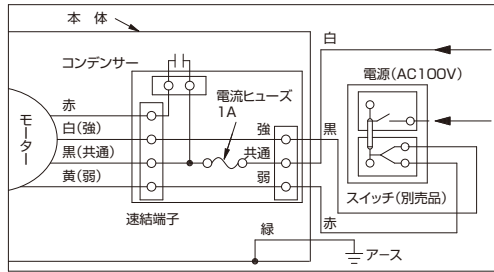 本 体
白
コンデンサー
電源(AC100V)
電流ヒューズ
1A
赤
白(強)
黒(共通)
黄(弱)
モーター
強
共通
弱
黒
速結端子
スイッチ(別売品)
赤
緑
アース